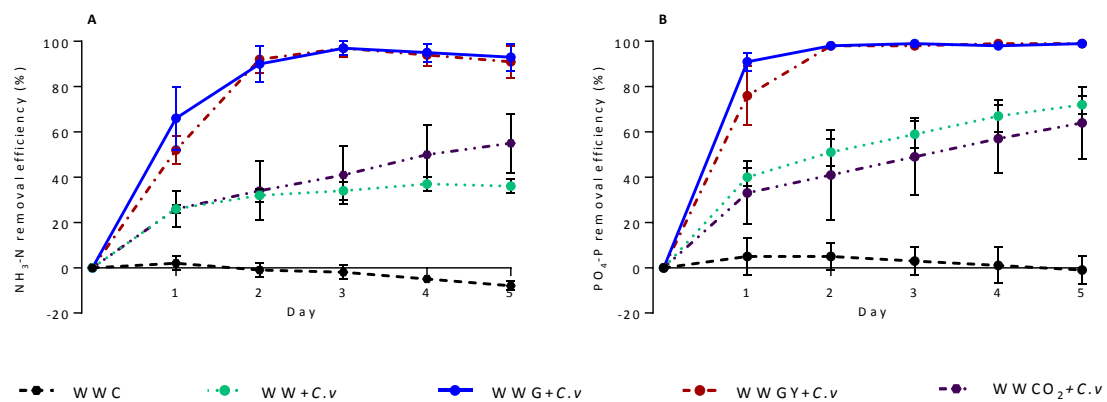 A
NH₃-N removal efficiency (%)
100
80
60
40
20
0
-20
1 2 3 4 5
Day
B
PO₄-P removal efficiency (%)
100
80
60
40
20
0
-20
1 2 3 4 5
Day
WWC WW+C.v WWG+C.v WWGY+C.v WWCO₂+C.v